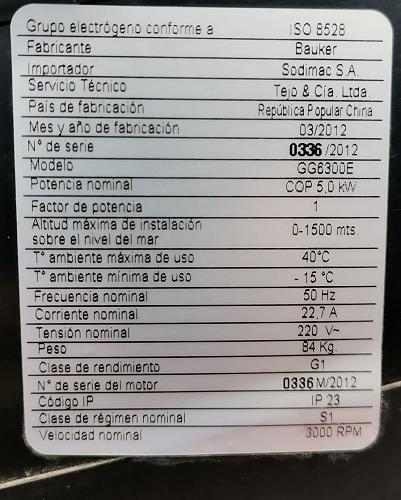 Grupo electrógeno conforme a ISO 8528
Fabricante Bauker
Importador Sodimac S.A.
Servicio Técnico Tejo & Cía. Ltda.
País de fabricación República Popular China
Mes y año de fabricación 03/2012
N° de serie 0336/2012
Modelo GG6300E
Potencia nominal COP 5,0 kW
Factor de potencia 1
Altitud máxima de instalación
sobre el nivel del mar 0-1500 mts.
T° ambiente máxima de uso 40°C
T° ambiente mínima de uso - 15 °C
Frecuencia nominal 50 Hz
Corriente nominal 22,7 A
Tensión nominal 220 V~
Peso 84 Kg.
Clase de rendimiento G1
N° de serie del motor 0336 M/2012
Código IP IP 23
Clase de régimen nominal S1
Velocidad nominal 3000 RPM